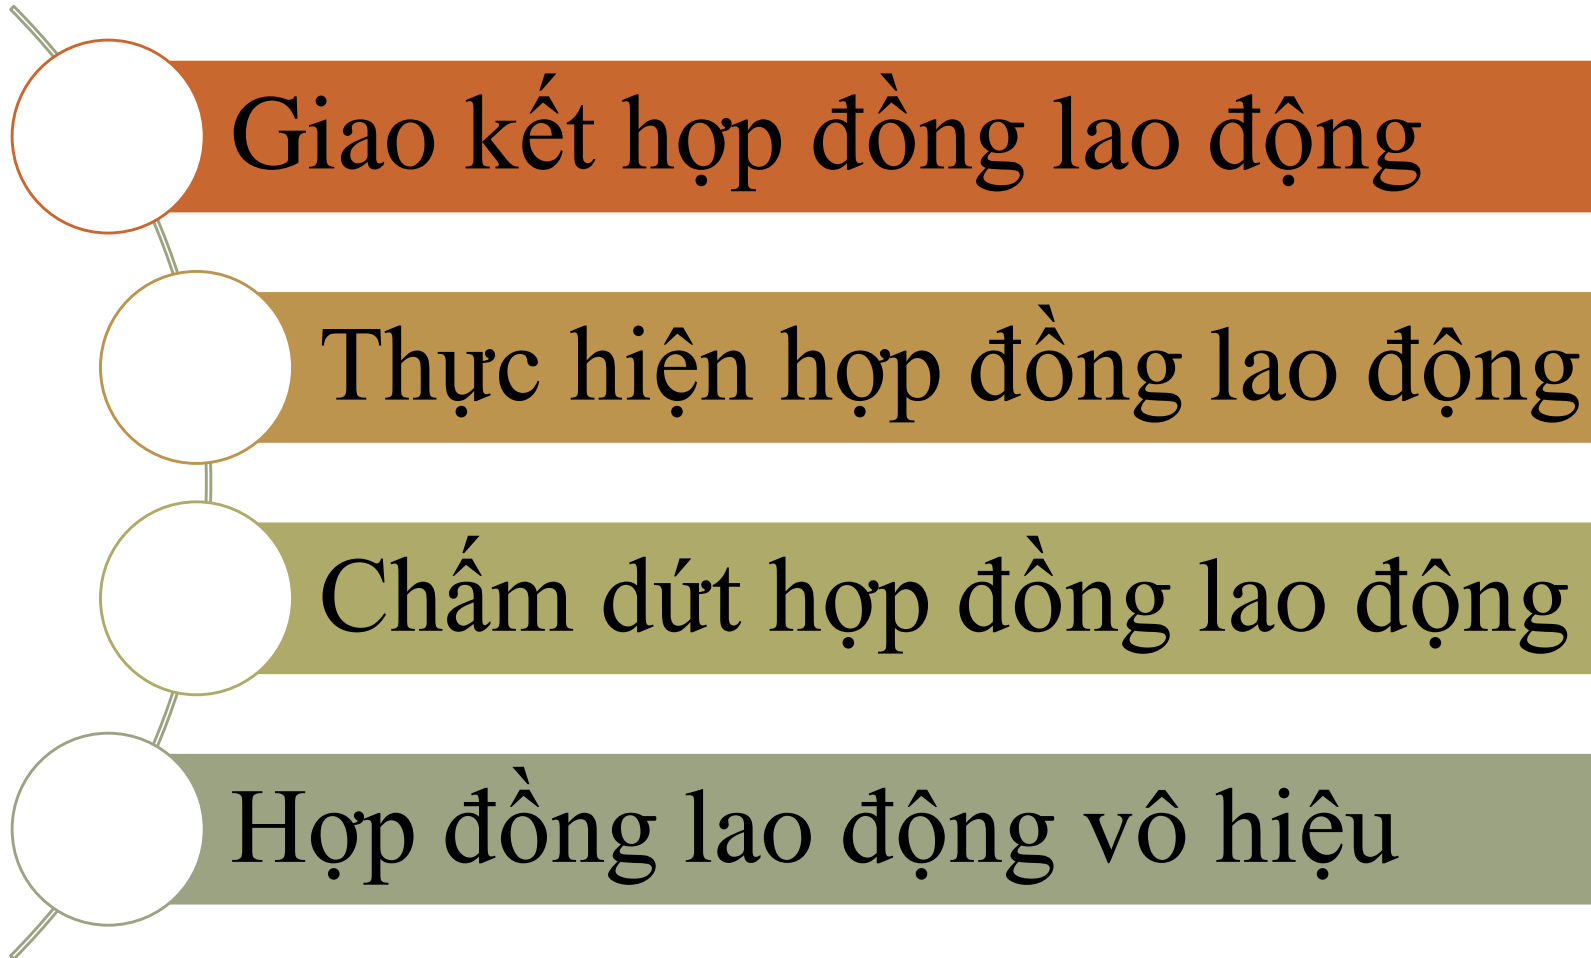 Giao kết hợp đồng lao động
Thực hiện hợp đồng lao động
Chấm dứt hợp đồng lao động
Hợp đồng lao động vô hiệu